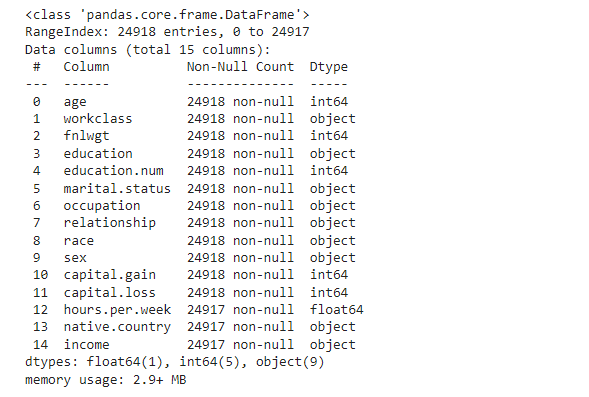 <class 'pandas.core.frame.DataFrame'>
RangeIndex: 24918 entries, 0 to 24917
Data columns (total 15 columns):
 #   Column          Non-Null Count  Dtype
---  ------          --------------  -----
 0   age             24918 non-null  int64
 1   workclass       24918 non-null  object
 2   fnlwgt          24918 non-null  int64
 3   education       24918 non-null  object
 4   education.num   24918 non-null  int64
 5   marital.status  24918 non-null  object
 6   occupation      24918 non-null  object
 7   relationship    24918 non-null  object
 8   race            24918 non-null  object
 9   sex             24918 non-null  object
 10  capital.gain    24918 non-null  int64
 11  capital.loss    24918 non-null  int64
 12  hours.per.week  24917 non-null  float64
 13  native.country  24917 non-null  object
 14  income          24917 non-null  object
dtypes: float64(1), int64(5), object(9)
memory usage: 2.9+ MB